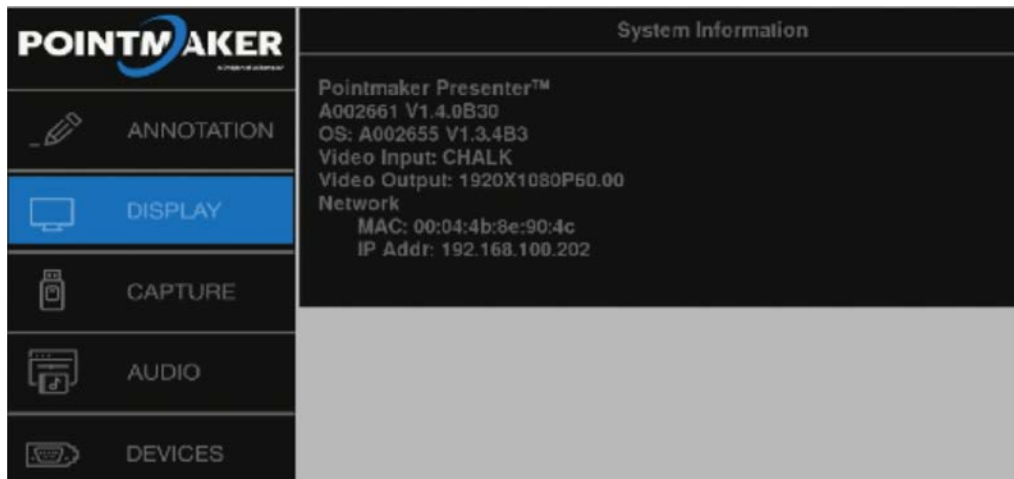 POINTMAKER
System Information
Pointmaker Presenter™
A002661 V1.4.0B30
OS: A002655 V1.3.4B3
Video Input: CHALK
Video Output: 1920X1080P60.00
Network
MAC: 00:04:4b:8e:90:4c
IP Addr: 192.168.100.202
ANNOTATION
DISPLAY
CAPTURE
AUDIO
DEVICES